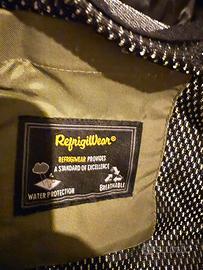 RefrigiWear®
REFRIGIWEAR PROVIDES
A STANDARD OF EXCELLENCE
WATER PROTECTION
BREATHABLE